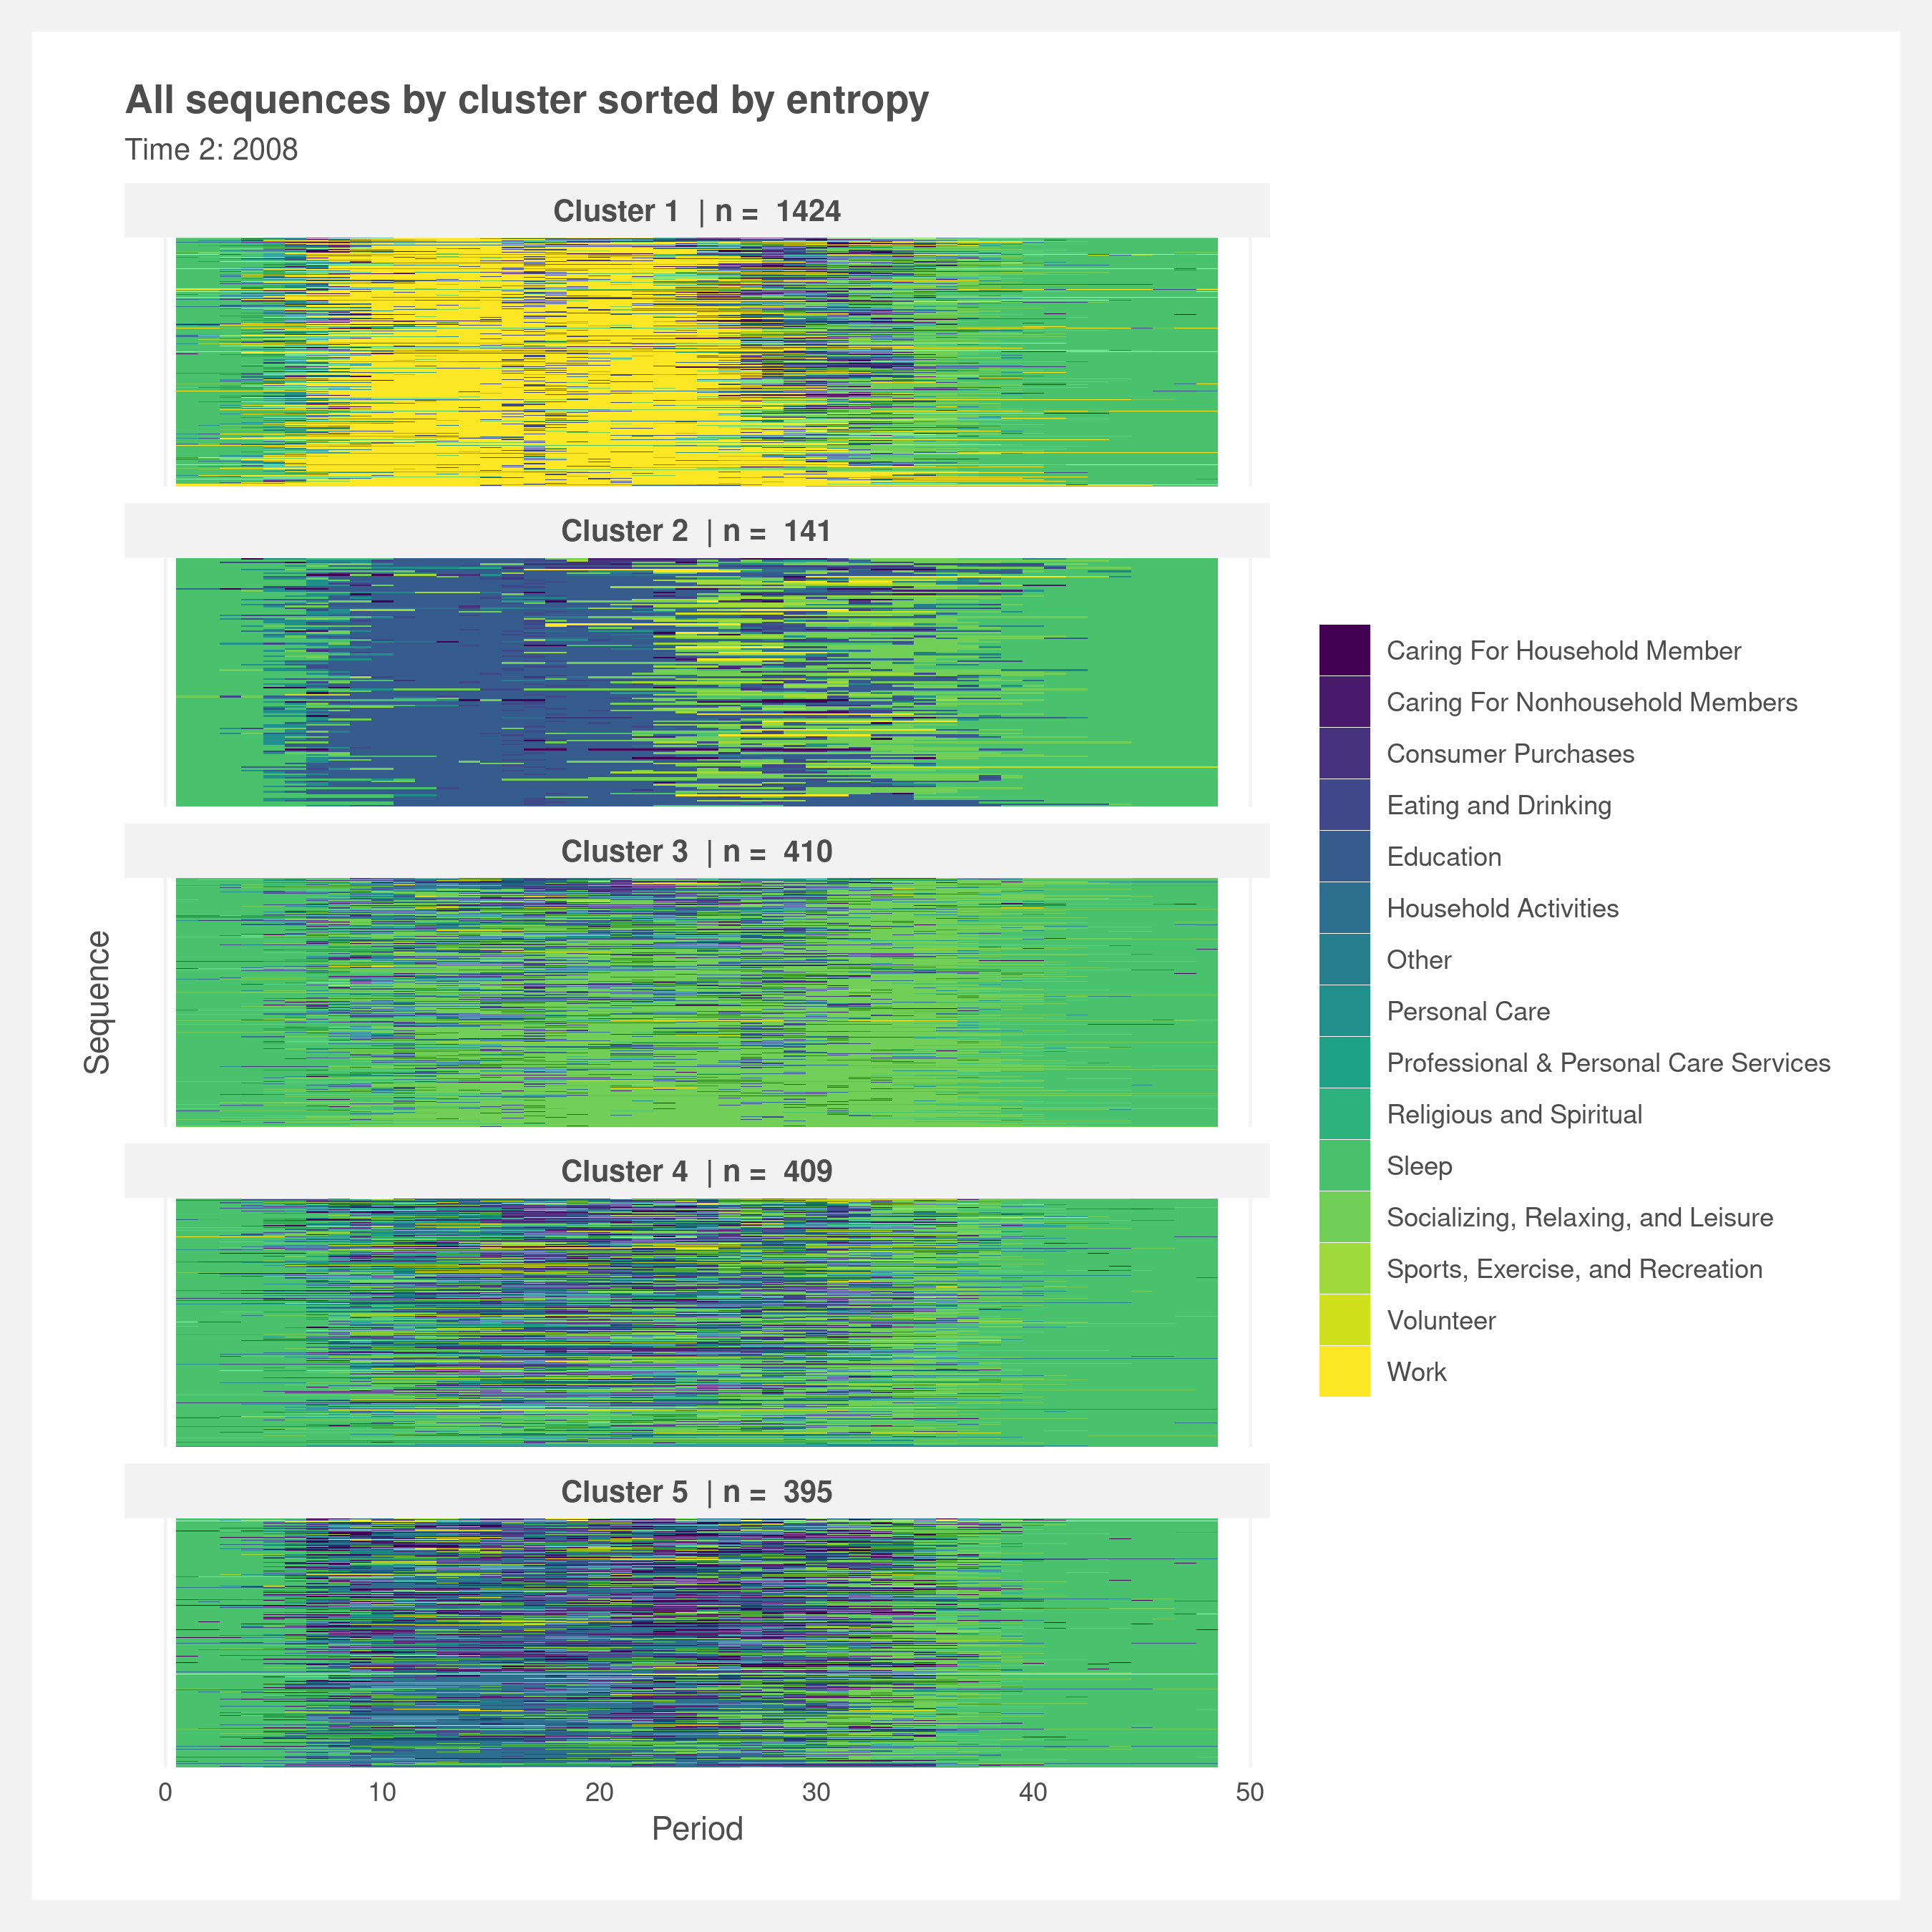 All sequences by cluster sorted by entropy
Time 2: 2008
Cluster 1 | n = 1424
Cluster 2 | n = 141
Cluster 3 | n = 410
Cluster 4 | n = 409
Cluster 5 | n = 395
Sequence
0 10 20 30 40 50
Period
Caring For Household Member
Caring For Nonhousehold Members
Consumer Purchases
Eating and Drinking
Education
Household Activities
Other
Personal Care
Professional & Personal Care Services
Religious and Spiritual
Sleep
Socializing, Relaxing, and Leisure
Sports, Exercise, and Recreation
Volunteer
Work